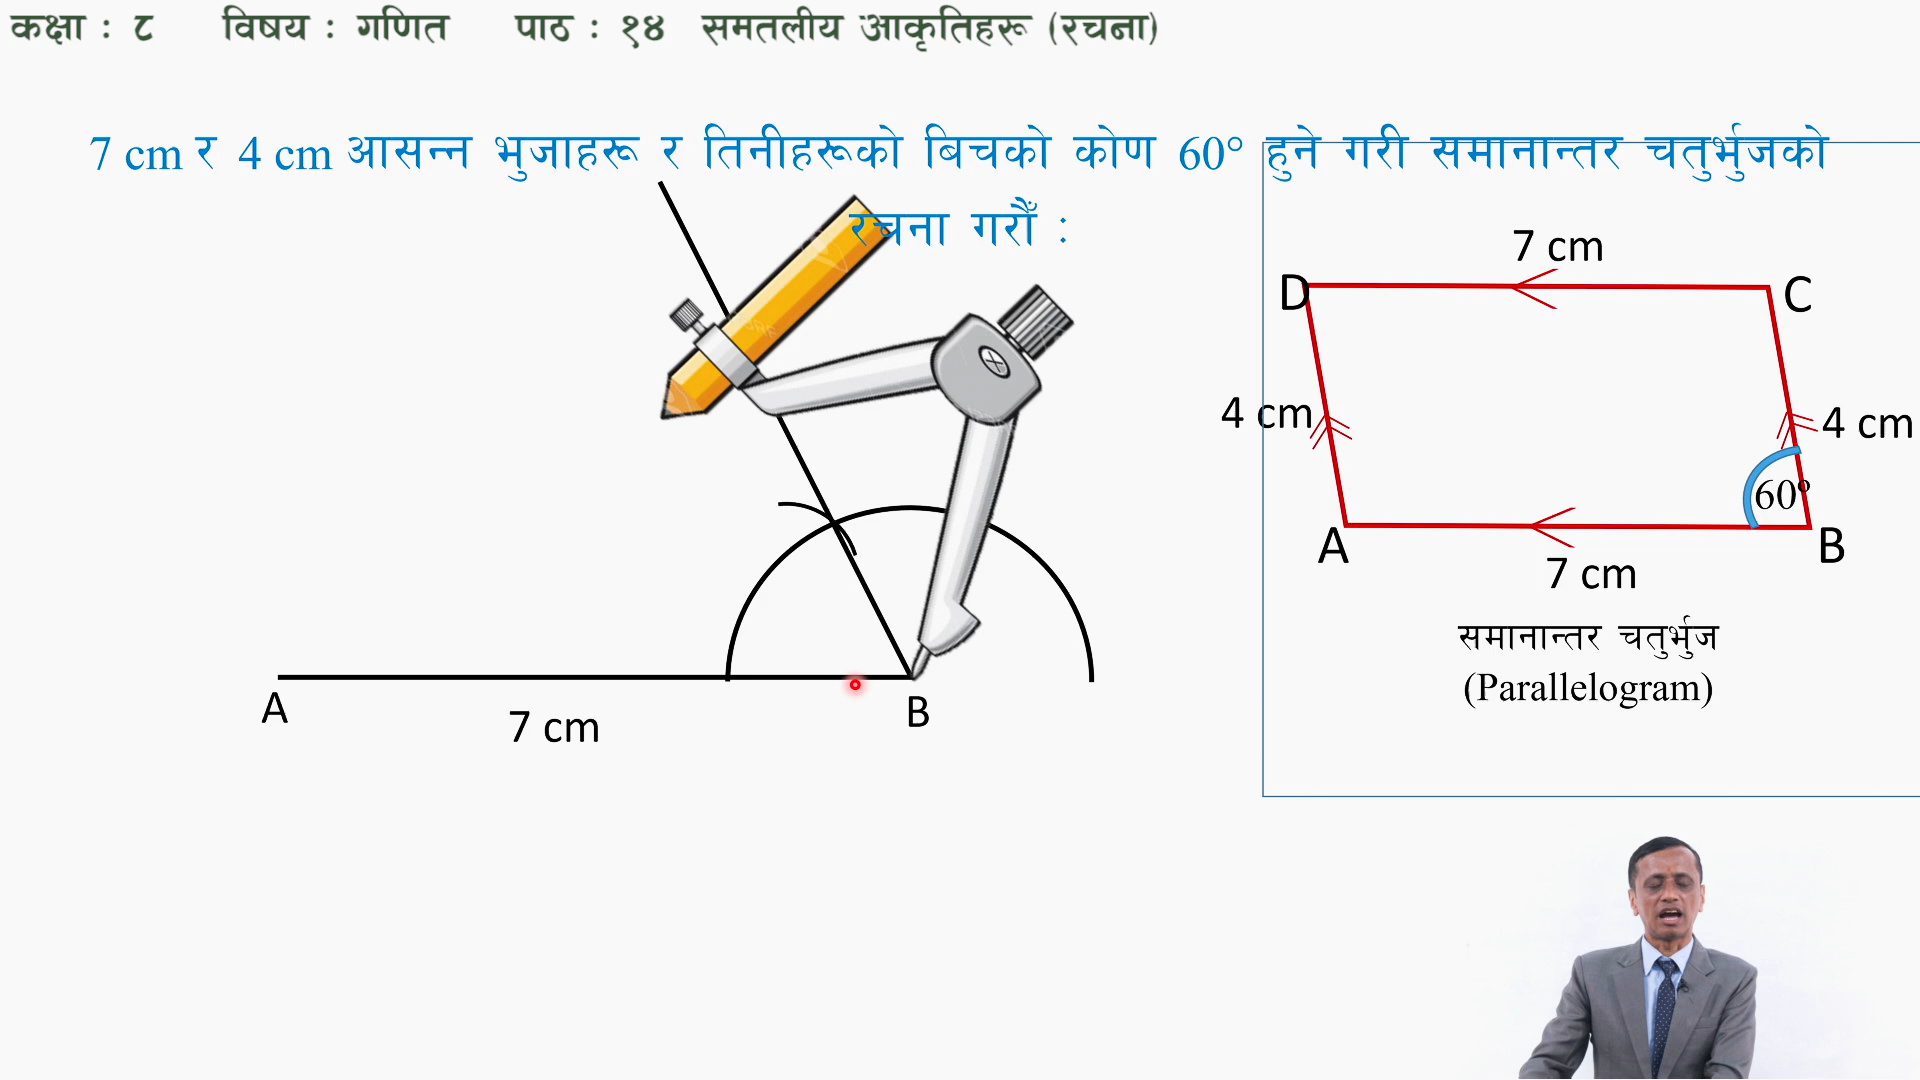 कक्षा : ८ विषय : गणित पाठ : १४ समतलीय आकृतिहरू (रचना)
7 cm र 4 cm आसन्न भुजाहरू र तिनीहरूको बिचको कोण 60° हुने गरी समानान्तर चतुर्भुजको
रचना गरौँ :
7 cm
D
C
4 cm
4 cm
60°
A
B
7 cm
समानान्तर चतुर्भुज
(Parallelogram)
A
B
7 cm